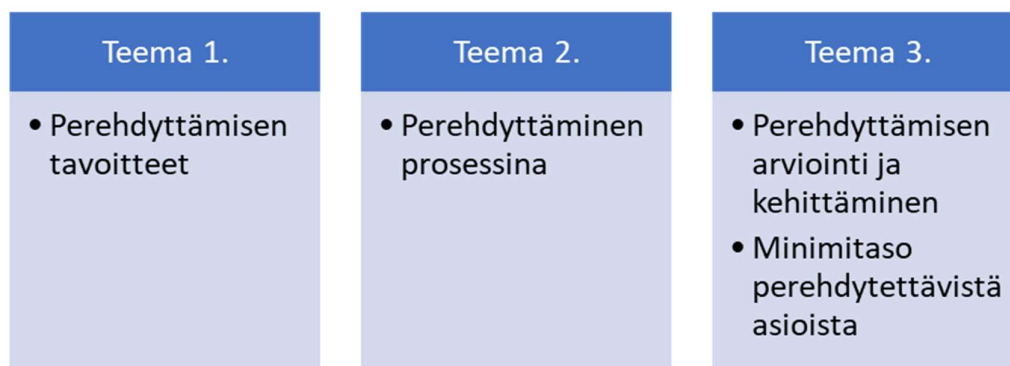 Teema 1.
• Perehdyttämisen
tavoitteet
Teema 2.
• Perehdyttäminen
prosessina
Teema 3.
• Perehdyttämisen
arviointi ja
kehittäminen
• Minimitaso
perehdytettävistä
asioista